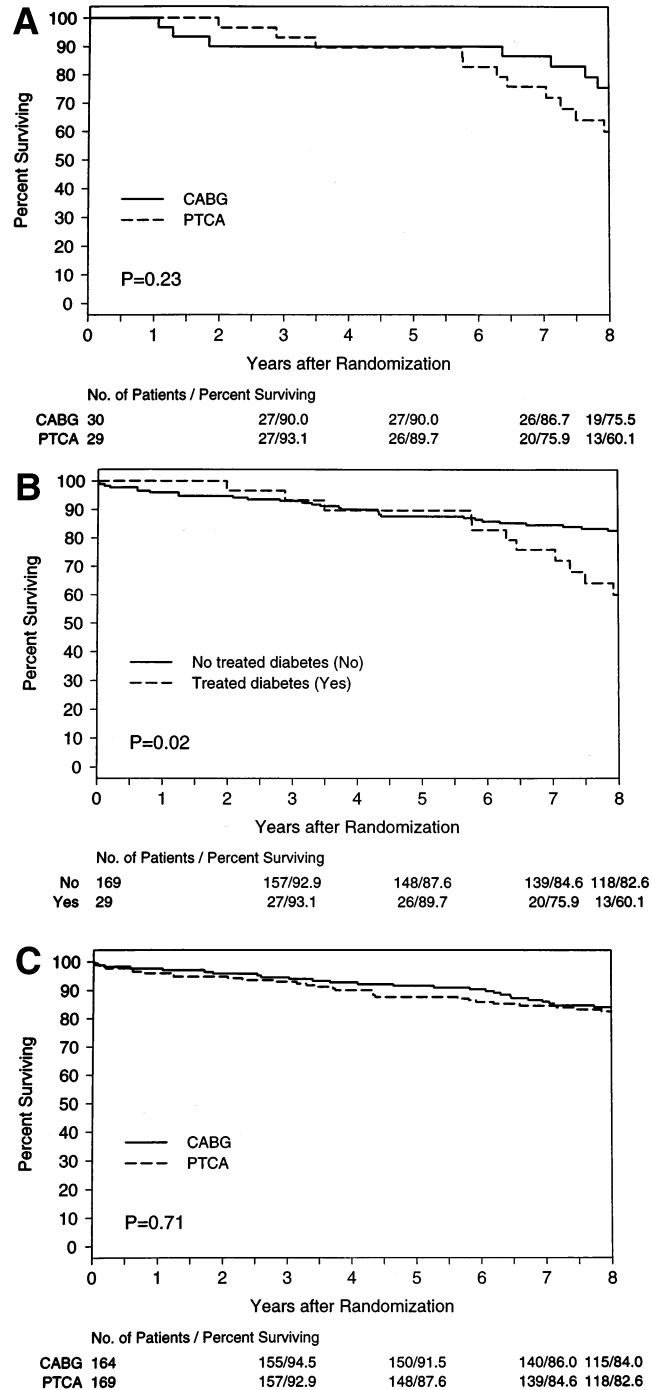 A
100
90
80
70
60
50
40
30
20
10
0
Percent Surviving
CABG
PTCA
P=0.23
0 1 2 3 4 5 6 7 8
Years after Randomization
No. of Patients / Percent Surviving
CABG 30 27/90.0 27/90.0 26/86.7 19/75.5
PTCA 29 27/93.1 26/89.7 20/75.9 13/60.1
B
100
90
80
70
60
50
40
30
20
10
0
Percent Surviving
No treated diabetes (No)
Treated diabetes (Yes)
P=0.02
0 1 2 3 4 5 6 7 8
Years after Randomization
No. of Patients / Percent Surviving
No 169 157/92.9 148/87.6 139/84.6 118/82.6
Yes 29 27/93.1 26/89.7 20/75.9 13/60.1
C
100
90
80
70
60
50
40
30
20
10
0
Percent Surviving
CABG
PTCA
P=0.71
0 1 2 3 4 5 6 7 8
Years after Randomization
No. of Patients / Percent Surviving
CABG 164 155/94.5 150/91.5 140/86.0 115/84.0
PTCA 169 157/92.9 148/87.6 139/84.6 118/82.6